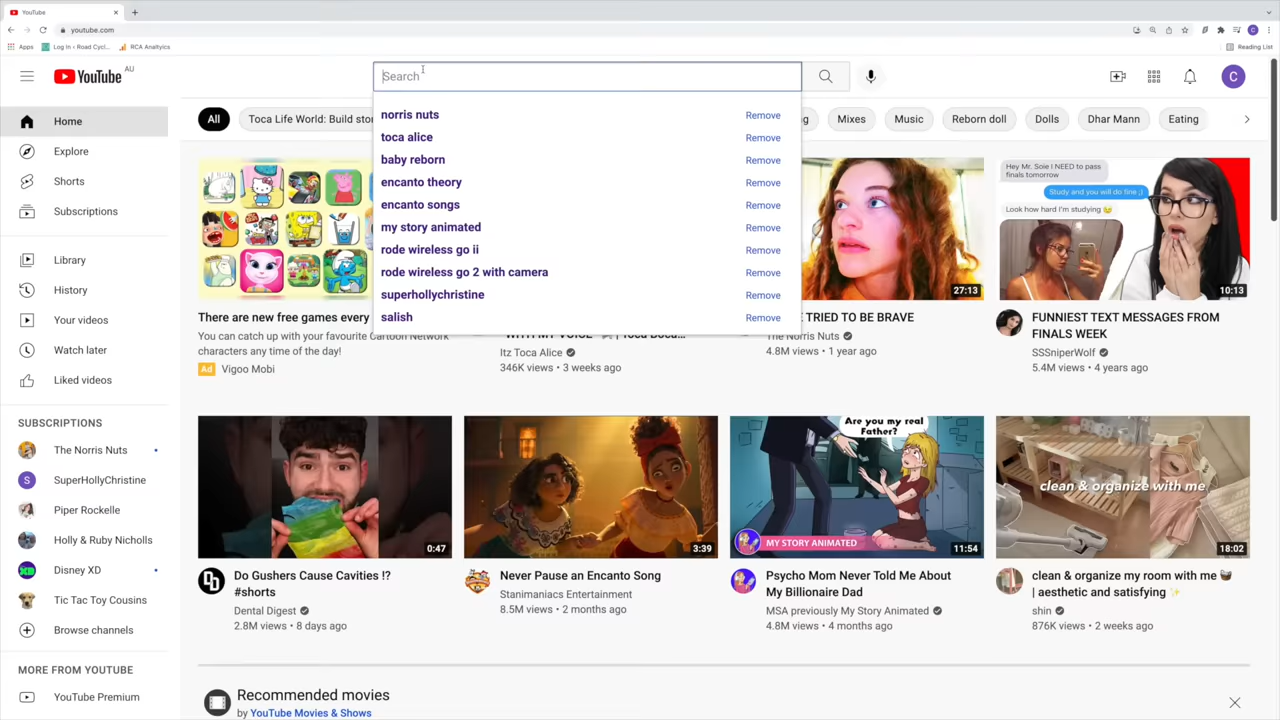 YouTube
youtube.com
Apps
Log In ‹ Road Cycl...
RCA Analtyics
Reading List
YouTube AU
Search
C
norris nuts Remove
toca alice Remove
baby reborn Remove
encanto theory Remove
encanto songs Remove
my story animated Remove
rode wireless go ii Remove
rode wireless go 2 with camera Remove
superhollychristine Remove
salish Remove
All
Toca Life World: Build stor
Mixes
Music
Reborn doll
Dolls
Dhar Mann
Eating
Home
Explore
Shorts
Subscriptions
Library
History
Your videos
Watch later
Liked videos
SUBSCRIPTIONS
The Norris Nuts
S SuperHollyChristine
Piper Rockelle
Holly & Ruby Nicholls
Disney XD
Tic Tac Toy Cousins
Browse channels
MORE FROM YOUTUBE
YouTube Premium
There are new free games every
You can catch up with your favourite Cartoon Network
characters any time of the day!
Ad Vigoo Mobi
Itz Toca Alice
346K views • 3 weeks ago
27:13
TRIED TO BE BRAVE
The Norris Nuts
4.8M views • 1 year ago
Hey Mr. Soie I NEED to pass
finals tomorrow
Study and you will do fine ;)
Look how hard I'm studying
10:13
FUNNIEST TEXT MESSAGES FROM
FINALS WEEK
SSSniperWolf
5.4M views • 4 years ago
0:47
Do Gushers Cause Cavities !?
#shorts
Dental Digest
2.8M views • 8 days ago
3:39
Never Pause an Encanto Song
Stanimaniacs Entertainment
8.5M views • 2 months ago
Are you my real
Father?
MY STORY ANIMATED
11:54
Psycho Mom Never Told Me About
My Billionaire Dad
MSA previously My Story Animated
4.8M views • 4 months ago
clean & organize with me
18:02
clean & organize my room with me
| aesthetic and satisfying
shin
876K views • 2 weeks ago
Recommended movies
by YouTube Movies & Shows